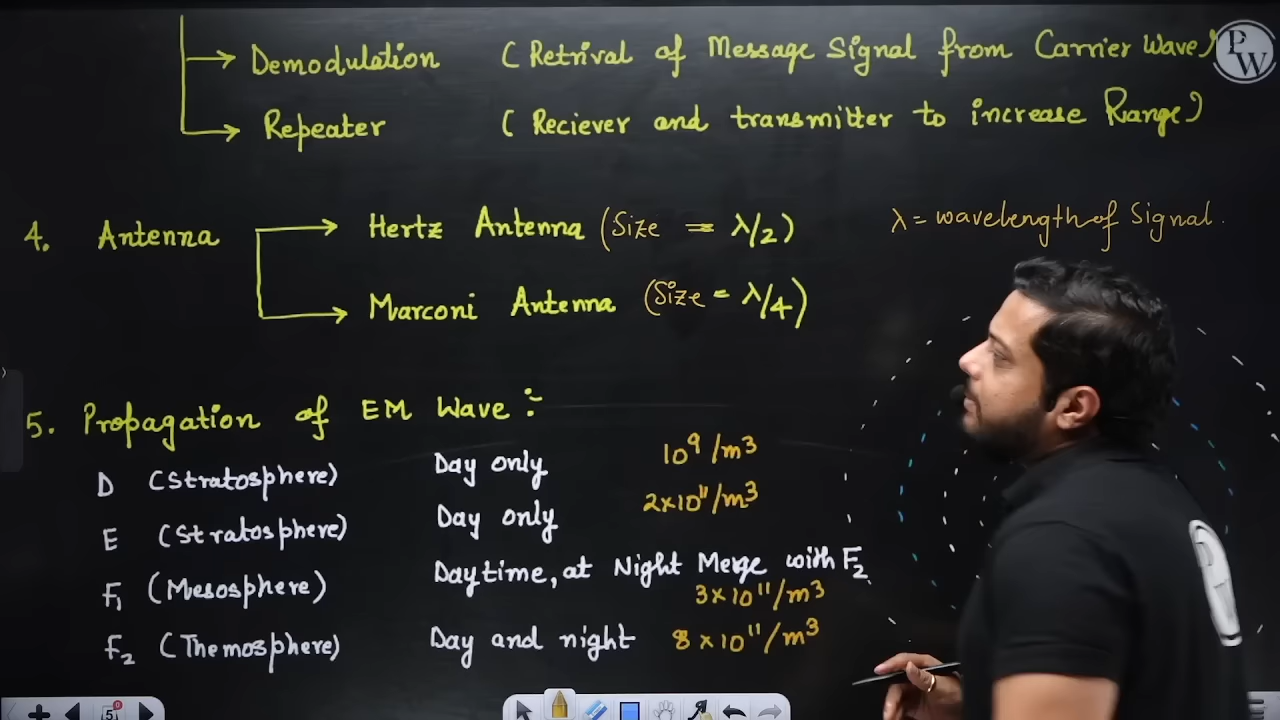 Demodulation (Retrival of Message Signal from Carrier Wave)
PW
Repeater (Reciever and transmitter to increase Range)
4. Antenna Hertz Antenna (Size = λ/2) λ = wavelength of Signal.
Marconi Antenna (Size = λ/4)
5. Propagation of EM Wave :-
D (Stratosphere) Day only 10⁹/m³
E (Stratosphere) Day only 2×10¹¹/m³
F₁ (Mesosphere) Daytime, at Night Merge with F₂
3×10¹¹/m³
F₂ (Themosphere) Day and night 8×10¹¹/m³
5